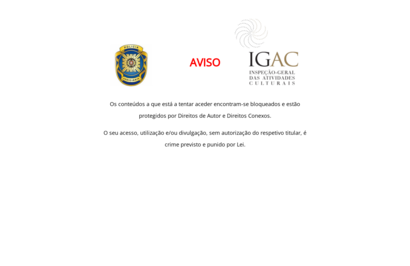 AVISO
IGAC
INSPEÇÃO-GERAL
DAS ATIVIDADES
CULTURAIS
Os conteúdos a que está a tentar aceder encontram-se bloqueados e estão
protegidos por Direitos de Autor e Direitos Conexos.
O seu acesso, utilização e/ou divulgação, sem autorização do respetivo titular, é
crime previsto e punido por Lei.